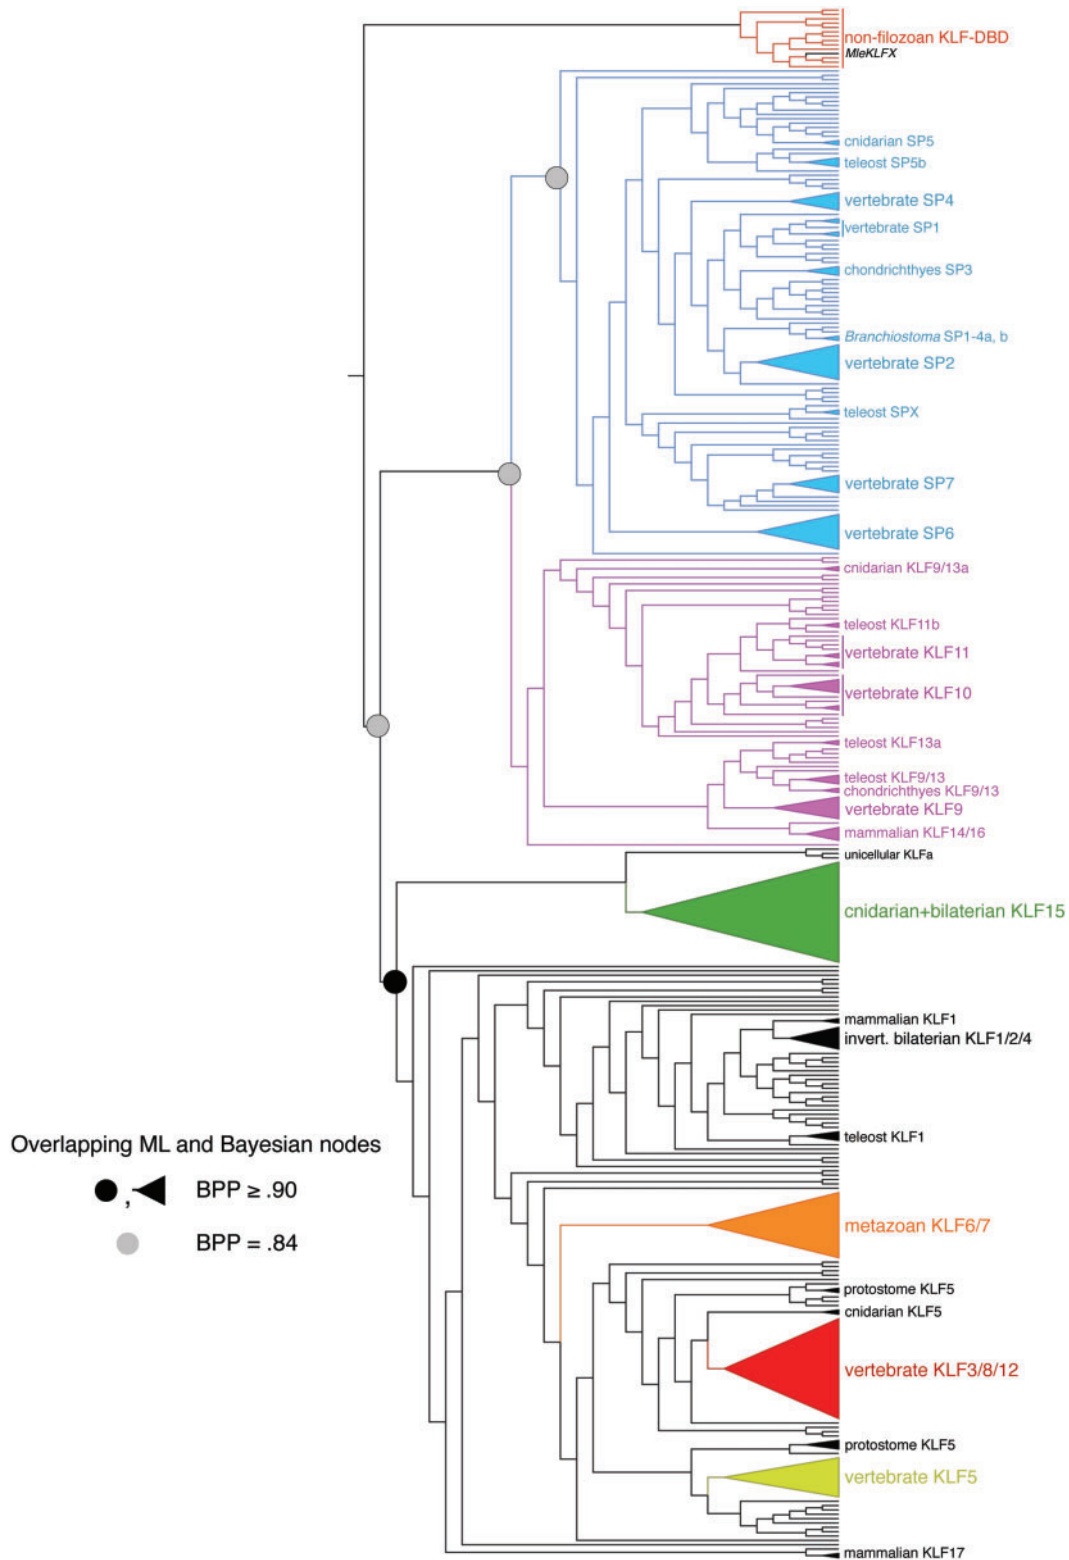 non-filozoan KLF-DBD
MleKLFX
cnidarian SP5
teleost SP5b
vertebrate SP4
vertebrate SP1
chondrichthyes SP3
Branchiostoma SP1-4a, b
vertebrate SP2
teleost SPX
vertebrate SP7
vertebrate SP6
cnidarian KLF9/13a
teleost KLF11b
vertebrate KLF11
vertebrate KLF10
teleost KLF13a
teleost KLF9/13
chondrichthyes KLF9/13
vertebrate KLF9
mammalian KLF14/16
unicellular KLFa
cnidarian+bilaterian KLF15
mammalian KLF1
invert. bilaterian KLF1/2/4
teleost KLF1
Overlapping ML and Bayesian nodes
, BPP ≥ .90
BPP = .84
metazoan KLF6/7
protostome KLF5
cnidarian KLF5
vertebrate KLF3/8/12
protostome KLF5
vertebrate KLF5
mammalian KLF17